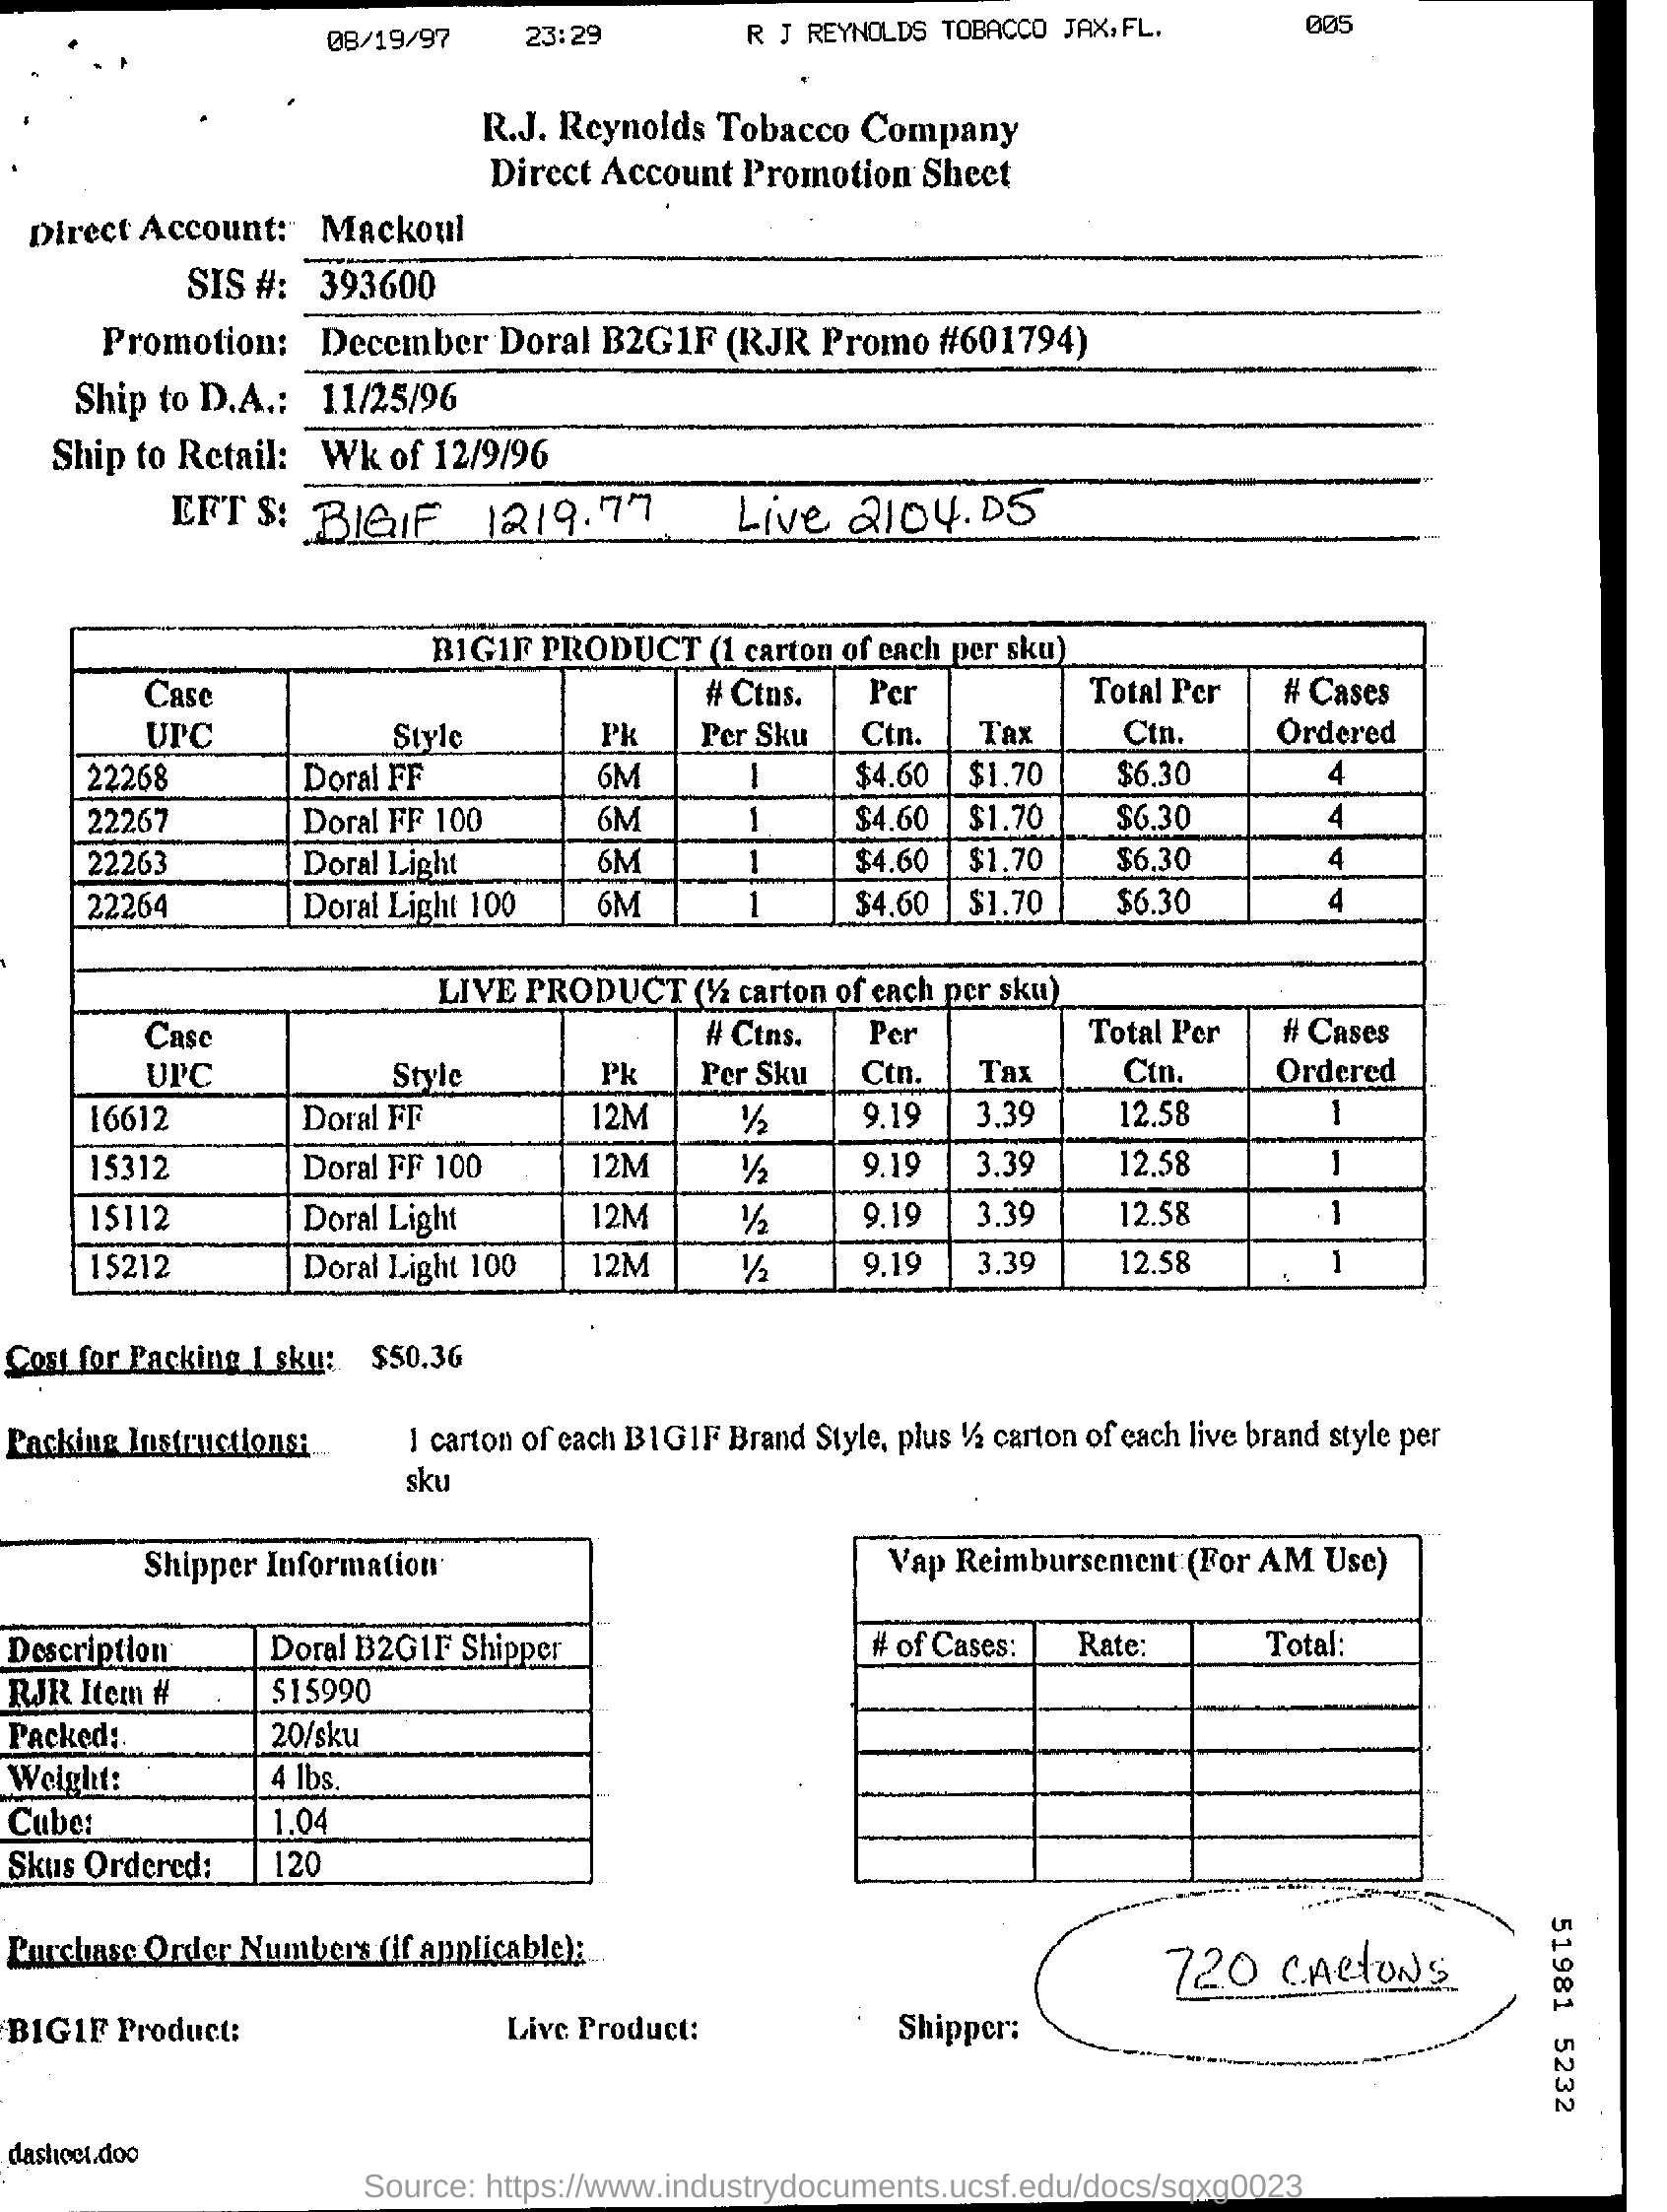 08/19/97 23:29 R J REYNOLDS TOBACCO JAX,FL. 005
R.J. Reynolds Tobacco Company
Direct Account Promotion Sheet
Direct Account: Mackoul
SIS #: 393600
Promotion: December Doral B2G1F (RJR Promo #601794)
Ship to D.A.: 11/25/96
Ship to Retail: Wk of 12/9/96
EFT $: B1G1F 1219.77 Live 2104.05
B1G1F PRODUCT (1 carton of each per sku)
Case UPC Style Pk # Ctns. Per Sku Per Ctn. Tax Total Per Ctn. # Cases Ordered
22268 Doral FF 6M 1 $4.60 $1.70 $6.30 4
22267 Doral FF 100 6M 1 $4.60 $1.70 $6.30 4
22263 Doral Light 6M 1 $4.60 $1.70 $6.30 4
22264 Doral Light 100 6M 1 $4.60 $1.70 $6.30 4
LIVE PRODUCT (½ carton of each per sku)
Case UPC Style Pk # Ctns. Per Sku Per Ctn. Tax Total Per Ctn. # Cases Ordered
16612 Doral FF 12M ½ 9.19 3.39 12.58 1
15312 Doral FF 100 12M ½ 9.19 3.39 12.58 1
15112 Doral Light 12M ½ 9.19 3.39 12.58 1
15212 Doral Light 100 12M ½ 9.19 3.39 12.58 1
Cost for Packing 1 sku: $50.36
Packing Instructions: 1 carton of each B1G1F Brand Style, plus ½ carton of each live brand style per
sku
Shipper Information
Description Doral B2G1F Shipper
RJR Item # 515990
Packed: 20/sku
Weight: 4 lbs.
Cube: 1.04
Skus Ordered: 120
Vap Reimbursement (For AM Use)
# of Cases: Rate: Total:
Purchase Order Numbers (if applicable):
720 CARTONS
B1G1F Product: Live Product: Shipper:
51981 5232
dasheet.doc
Source: https://www.industrydocuments.ucsf.edu/docs/sqxg0023